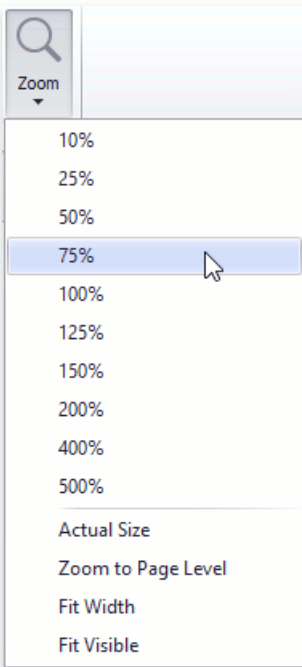 Zoom
10%
25%
50%
75%
100%
125%
150%
200%
400%
500%
Actual Size
Zoom to Page Level
Fit Width
Fit Visible